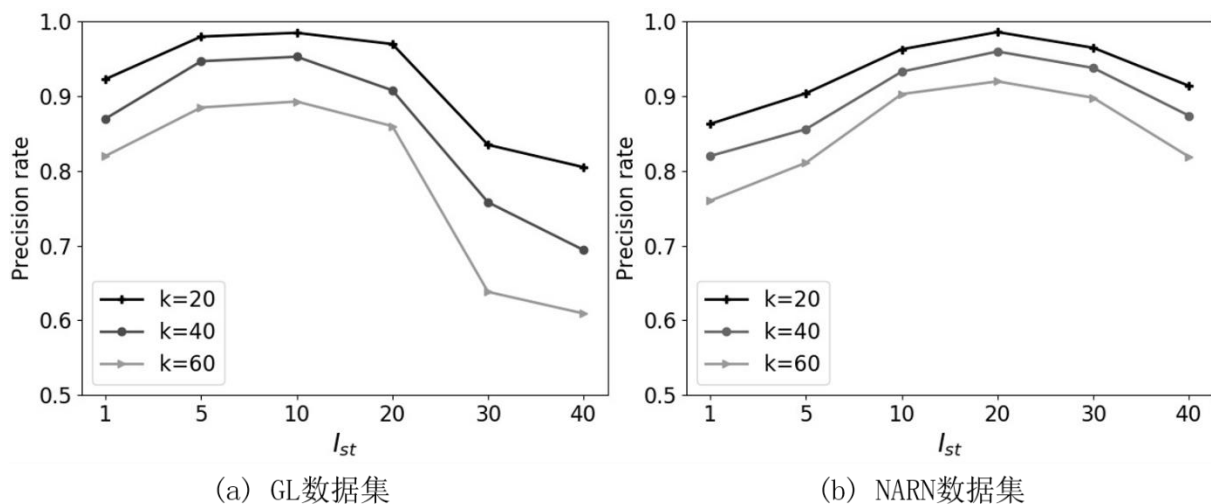 1.0
0.9
0.8
0.7
0.6
0.5
Precision rate
k=20
k=40
k=60
1 5 10 20 30 40
I_st
(a) GL数据集
1.0
0.9
0.8
0.7
0.6
0.5
Precision rate
k=20
k=40
k=60
1 5 10 20 30 40
I_st
(b) NARN数据集